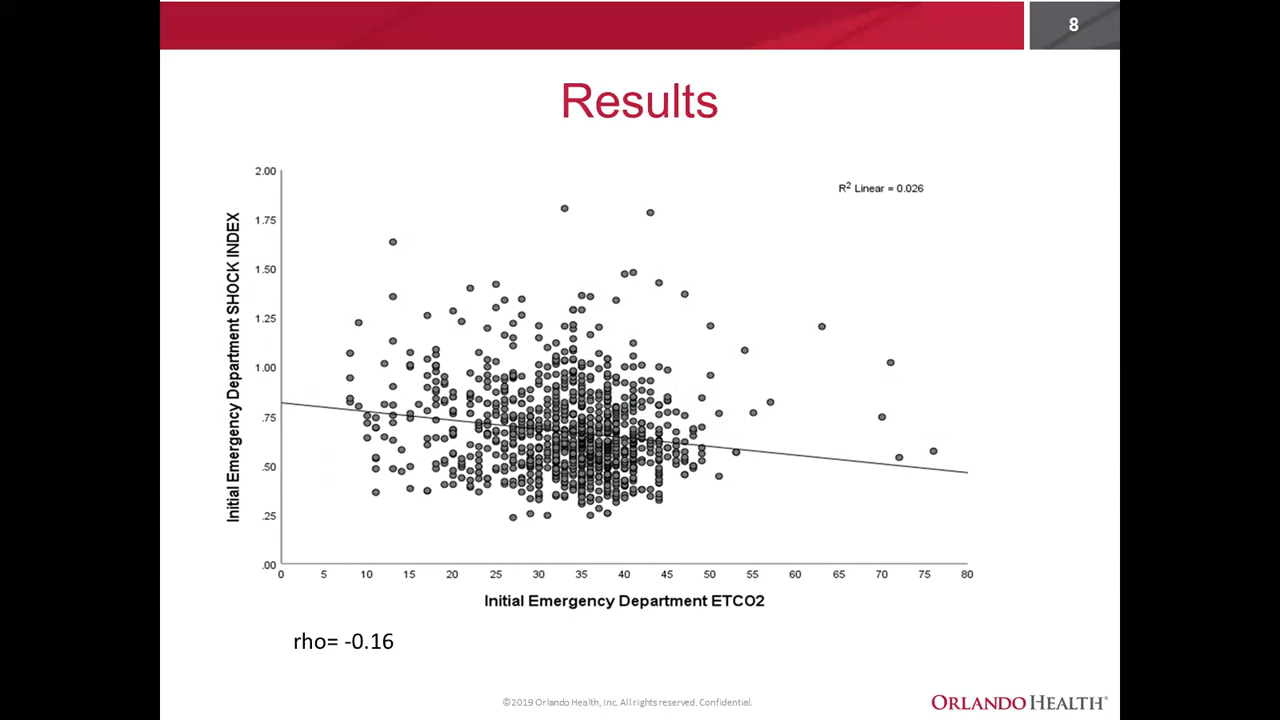 8
Results
R2 Linear = 0.026
2.00
1.75
1.50
1.25
1.00
.75
.50
.25
.00
Initial Emergency Department SHOCK INDEX
0 5 10 15 20 25 30 35 40 45 50 55 60 65 70 75 80
Initial Emergency Department ETCO2
rho= -0.16
©2019 Orlando Health, Inc. All rights reserved. Confidential.
ORLANDO HEALTH®